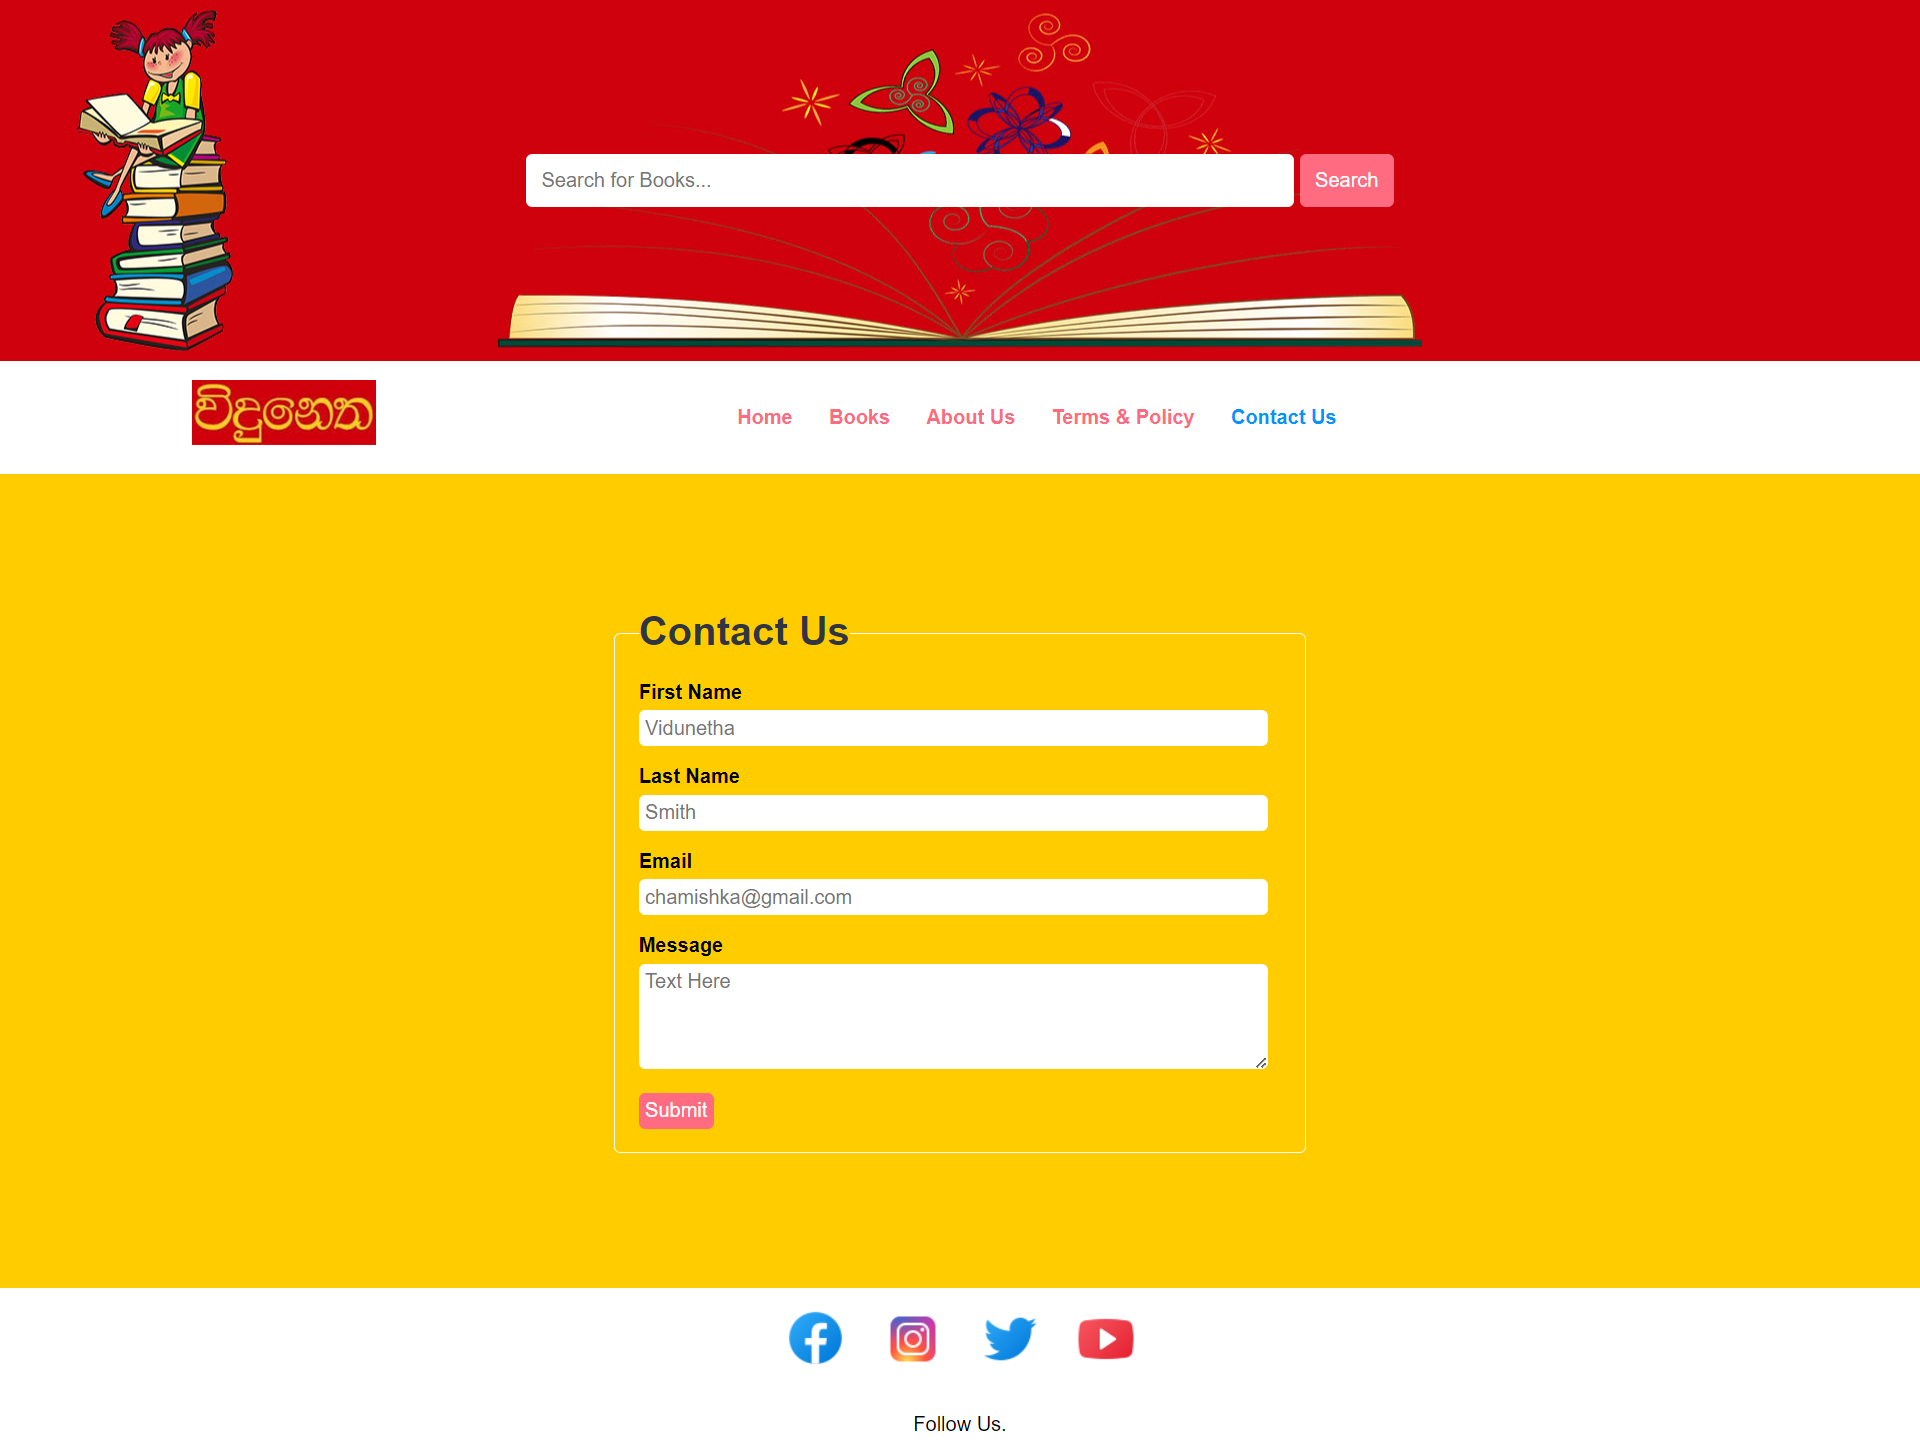 Search for Books...
Search
විදුනෙත
Home Books About Us Terms & Policy Contact Us
Contact Us
First Name
Vidunetha
Last Name
Smith
Email
chamishka@gmail.com
Message
Text Here
Submit
Follow Us.